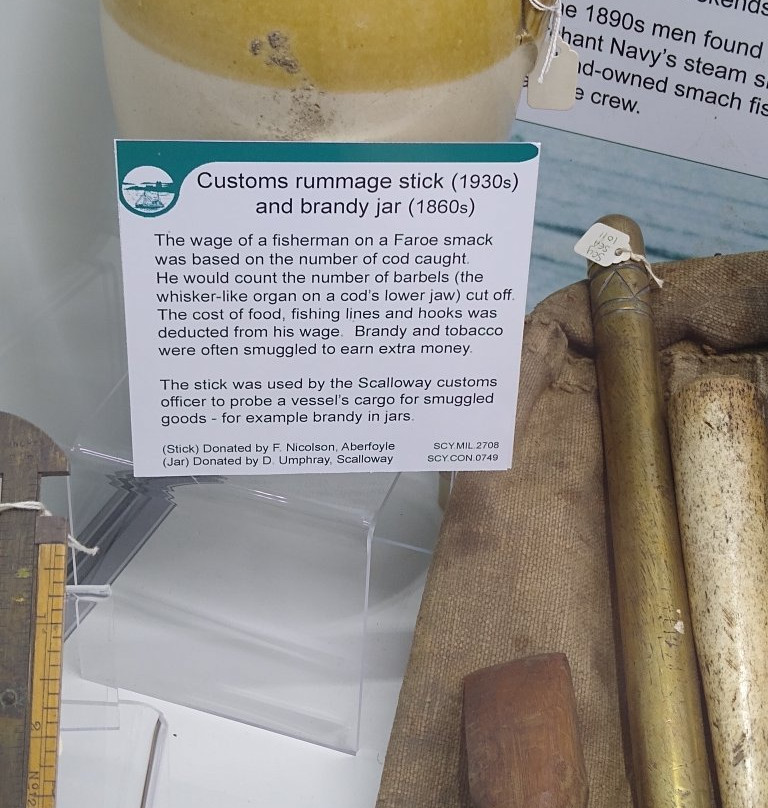 e 1890s men found
hant Navy's steam s
d-owned smach fis
e crew.
Customs rummage stick (1930s)
and brandy jar (1860s)
The wage of a fisherman on a Faroe smack
was based on the number of cod caught.
He would count the number of barbels (the
whisker-like organ on a cod's lower jaw) cut off.
The cost of food, fishing lines and hooks was
deducted from his wage. Brandy and tobacco
were often smuggled to earn extra money.
The stick was used by the Scalloway customs
officer to probe a vessel's cargo for smuggled
goods - for example brandy in jars.
(Stick) Donated by F. Nicolson, Aberfoyle SCY.MIL.2708
(Jar) Donated by D. Umphray, Scalloway SCY.CON.0749